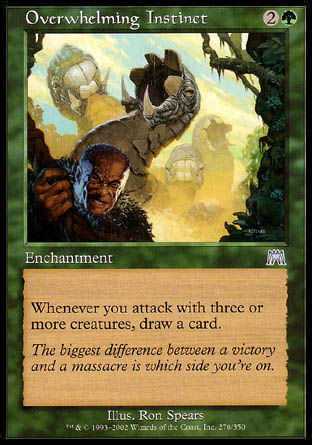 Overwhelming Instinct 2
Enchantment
Whenever you attack with three or
more creatures, draw a card.
The biggest difference between a victory
and a massacre is which side you're on.
Illus. Ron Spears
™ & © 1993–2002 Wizards of the Coast, Inc. 276/350